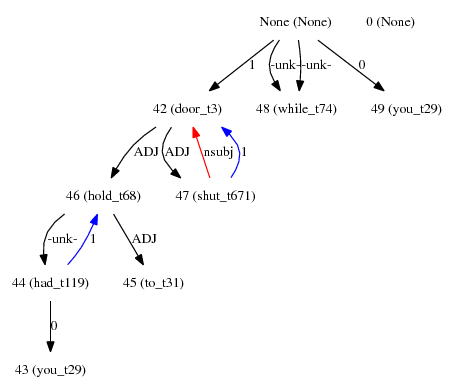 None (None) 0 (None)
1 -unk- -unk- 0
42 (door_t3) 48 (while_t74) 49 (you_t29)
ADJ ADJ nsubj 1
46 (hold_t68) 47 (shut_t671)
-unk- 1 ADJ
44 (had_t119) 45 (to_t31)
0
43 (you_t29)